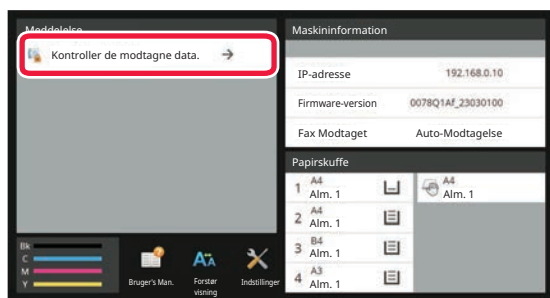 Meddelelse
Kontroller de modtagne data.
Maskininformation
IP-adresse 192.168.0.10
Firmware-version 0078Q1Af_23030100
Fax Modtaget Auto-Modtagelse
Papirskuffe
1 A4
Alm. 1
A4
Alm. 1
2 A4
Alm. 1
3 B4
Alm. 1
4 A3
Alm. 1
Bk
C
M
Y
Bruger's Man.
Forstør
visning
Indstillinger